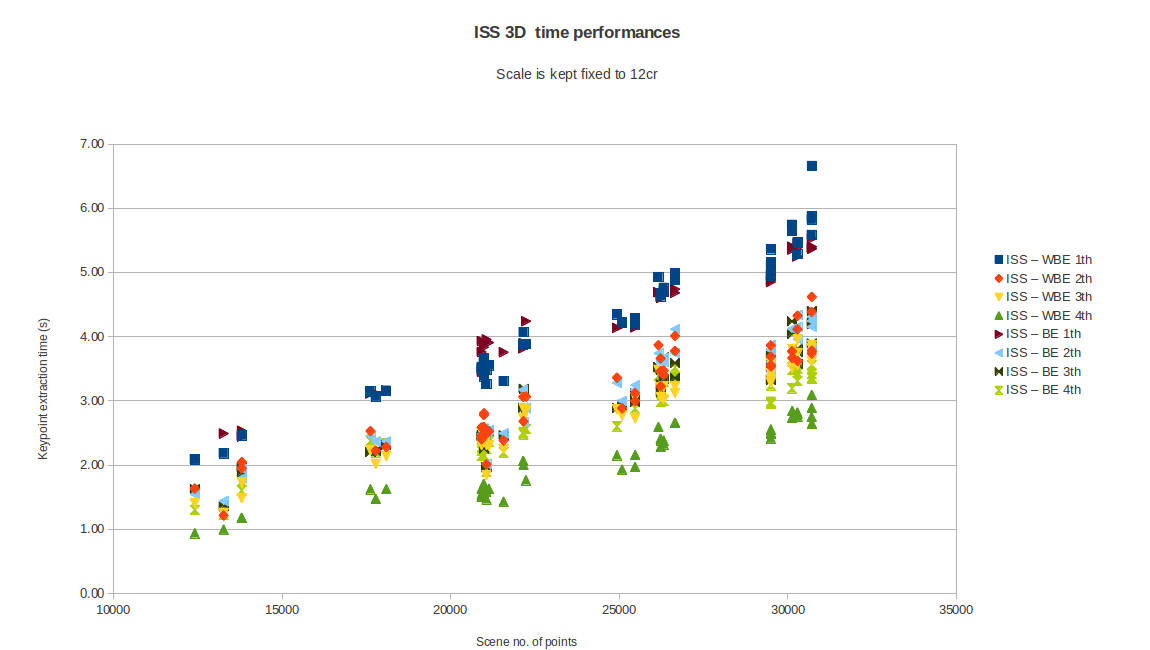 ISS 3D  time performances
Scale is kept fixed to 12cr
7.00
6.00
5.00
4.00
3.00
2.00
1.00
0.00
10000 15000 20000 25000 30000 35000
Keypoint extraction time (s)
Scene no. of points
ISS – WBE 1th
ISS – WBE 2th
ISS – WBE 3th
ISS – WBE 4th
ISS – BE 1th
ISS – BE 2th
ISS – BE 3th
ISS – BE 4th